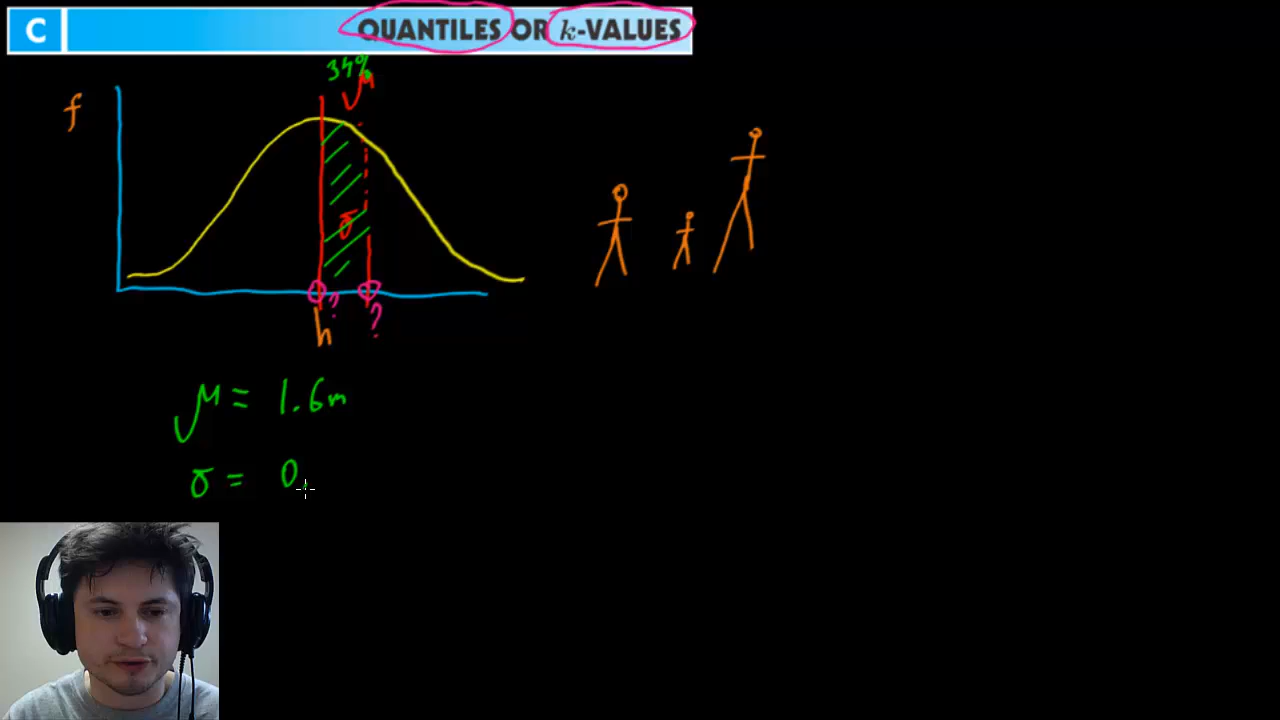 C QUANTILES OR k-VALUES
34%
μ
f
σ
? ?
h
μ = 1.6m
σ = 0.